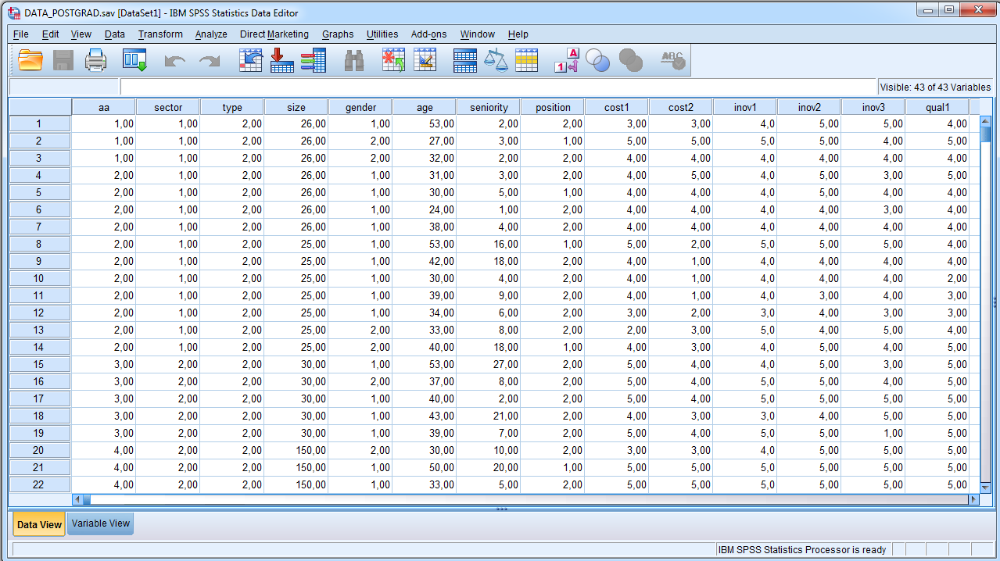 DATA_POSTGRAD.sav [DataSet1] - IBM SPSS Statistics Data Editor
File Edit View Data Transform Analyze Direct Marketing Graphs Utilities Add-ons Window Help
A
1
ABC
Visible: 43 of 43 Variables
aa sector type size gender age seniority position cost1 cost2 inov1 inov2 inov3 qual1
1 1,00 1,00 2,00 26,00 1,00 53,00 2,00 2,00 3,00 3,00 4,0 5,00 5,00 4,00
2 1,00 1,00 2,00 26,00 2,00 27,00 3,00 1,00 5,00 5,00 5,0 5,00 4,00 5,00
3 1,00 1,00 2,00 26,00 2,00 32,00 2,00 2,00 4,00 4,00 4,0 4,00 4,00 4,00
4 2,00 1,00 2,00 26,00 1,00 31,00 3,00 2,00 4,00 5,00 4,0 5,00 3,00 5,00
5 2,00 1,00 2,00 26,00 1,00 30,00 5,00 1,00 4,00 4,00 5,0 4,00 4,00 4,00
6 2,00 1,00 2,00 26,00 1,00 24,00 1,00 2,00 4,00 4,00 4,0 4,00 3,00 4,00
7 2,00 1,00 2,00 26,00 1,00 38,00 4,00 2,00 4,00 4,00 4,0 4,00 4,00 4,00
8 2,00 1,00 2,00 25,00 1,00 53,00 16,00 1,00 5,00 2,00 5,0 5,00 5,00 4,00
9 2,00 1,00 2,00 25,00 1,00 42,00 18,00 2,00 4,00 1,00 4,0 4,00 4,00 4,00
10 2,00 1,00 2,00 25,00 1,00 30,00 4,00 2,00 4,00 1,00 4,0 4,00 4,00 2,00
11 2,00 1,00 2,00 25,00 1,00 39,00 9,00 2,00 4,00 1,00 4,0 3,00 4,00 3,00
12 2,00 1,00 2,00 25,00 1,00 34,00 6,00 2,00 3,00 2,00 3,0 4,00 3,00 3,00
13 2,00 1,00 2,00 25,00 2,00 33,00 8,00 2,00 2,00 3,00 5,0 4,00 5,00 4,00
14 2,00 1,00 2,00 25,00 2,00 40,00 18,00 1,00 4,00 3,00 4,0 5,00 4,00 5,00
15 3,00 2,00 2,00 30,00 1,00 53,00 27,00 2,00 5,00 4,00 4,0 5,00 3,00 5,00
16 3,00 2,00 2,00 30,00 2,00 37,00 8,00 2,00 5,00 4,00 5,0 5,00 4,00 5,00
17 3,00 2,00 2,00 30,00 1,00 40,00 2,00 2,00 5,00 4,00 5,0 5,00 5,00 5,00
18 3,00 2,00 2,00 30,00 1,00 43,00 21,00 2,00 4,00 3,00 3,0 4,00 5,00 5,00
19 3,00 2,00 2,00 30,00 1,00 39,00 7,00 2,00 5,00 4,00 5,0 5,00 1,00 5,00
20 4,00 2,00 2,00 150,00 2,00 30,00 10,00 2,00 3,00 3,00 4,0 5,00 5,00 5,00
21 4,00 2,00 2,00 150,00 1,00 50,00 20,00 1,00 5,00 5,00 5,0 5,00 5,00 5,00
22 4,00 2,00 2,00 150,00 1,00 33,00 5,00 2,00 5,00 5,00 5,0 5,00 5,00 5,00
Data View Variable View
IBM SPSS Statistics Processor is ready